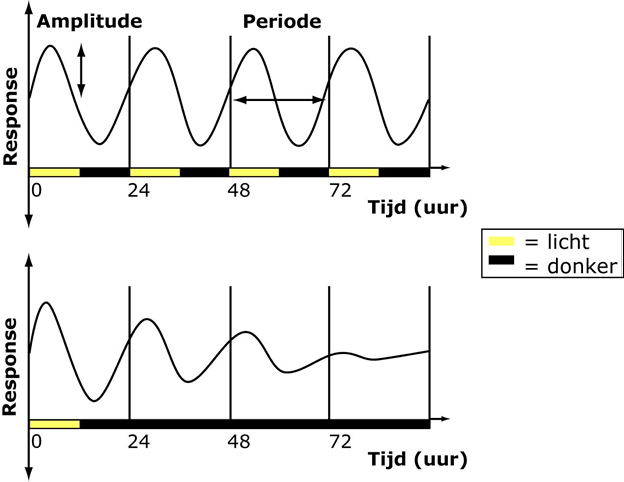 Amplitude
Periode
Response
0 24 48 72
Tijd (uur)
= licht
= donker
Response
0 24 48 72
Tijd (uur)